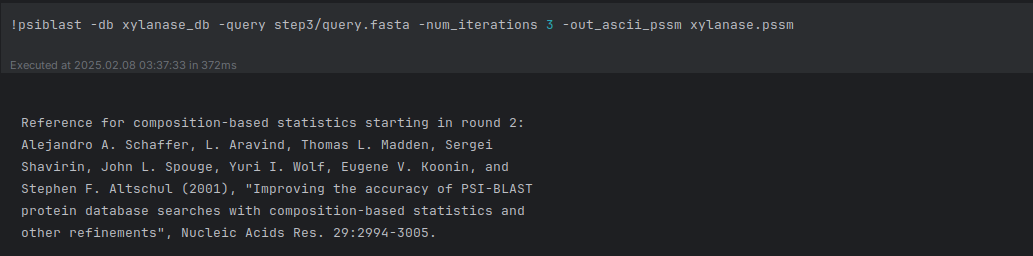 !psiblast -db xylanase_db -query step3/query.fasta -num_iterations 3 -out_ascii_pssm xylanase.pssm
Executed at 2025.02.08 03:37:33 in 372ms
Reference for composition-based statistics starting in round 2:
Alejandro A. Schaffer, L. Aravind, Thomas L. Madden, Sergei
Shavirin, John L. Spouge, Yuri I. Wolf, Eugene V. Koonin, and
Stephen F. Altschul (2001), "Improving the accuracy of PSI-BLAST
protein database searches with composition-based statistics and
other refinements", Nucleic Acids Res. 29:2994-3005.